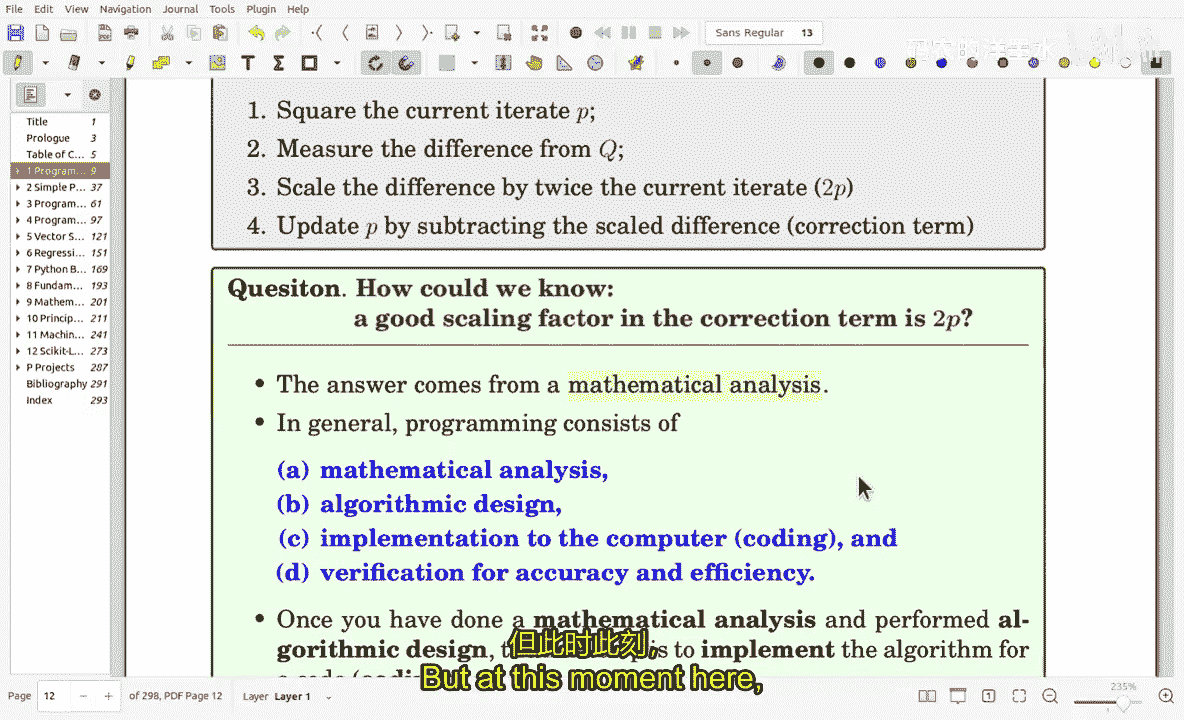 File Edit View Navigation Journal Tools Plugin Help
Sans Regular 13
Title 1
Prologue 3
Table of C... 5
1 Program... 9
2 Simple P... 37
3 Program... 61
4 Program... 97
5 Vector S... 121
6 Regressi... 151
7 Python B... 169
8 Fundam... 193
9 Mathem... 201
10 Princip... 211
11 Machin... 241
12 Scikit-L... 273
P Projects 207
Bibliography 291
Index 293
1. Square the current iterate p;
2. Measure the difference from Q;
3. Scale the difference by twice the current iterate (2p)
4. Update p by subtracting the scaled difference (correction term)
Quesiton. How could we know:
a good scaling factor in the correction term is 2p?
• The answer comes from a mathematical analysis.
• In general, programming consists of
(a) mathematical analysis,
(b) algorithmic design,
(c) implementation to the computer (coding), and
(d) verification for accuracy and efficiency.
• Once you have done a mathematical analysis and performed al-
gorithmic design, is to implement the algorithm for
但此时此刻,
But at this moment here,
Page 12 − + of 298, PDF Page 12 Layer Layer 1
235%